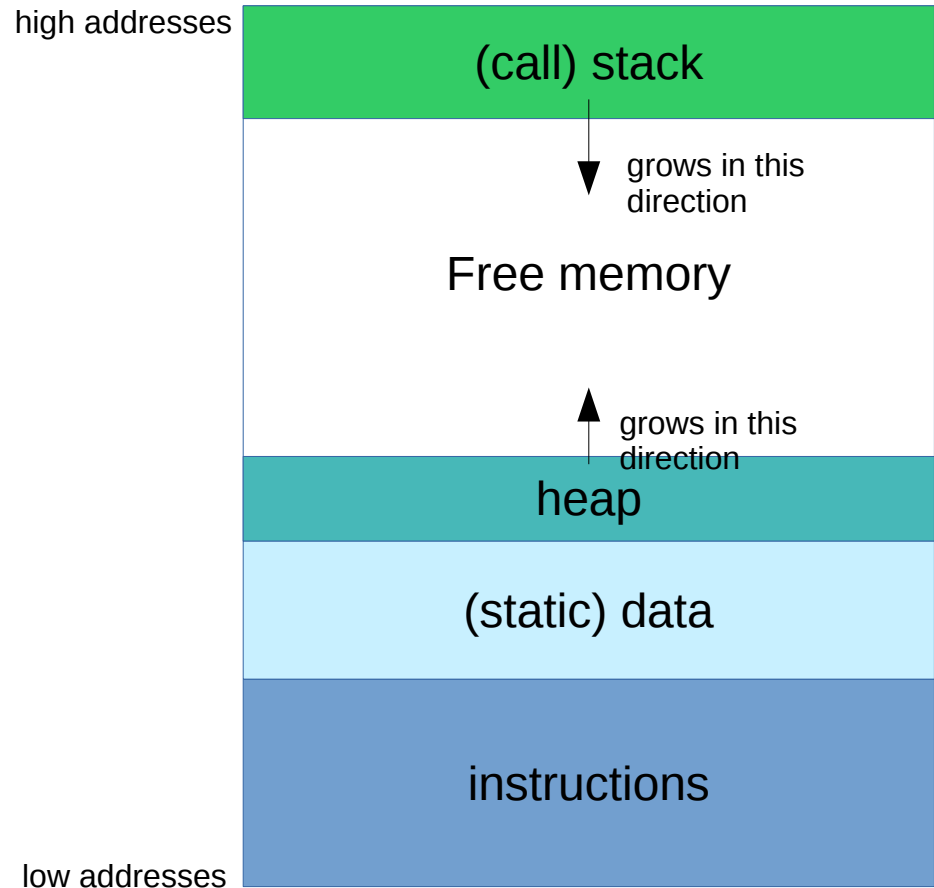 high addresses
(call) stack
grows in this
direction
Free memory
grows in this
direction
heap
(static) data
instructions
low addresses